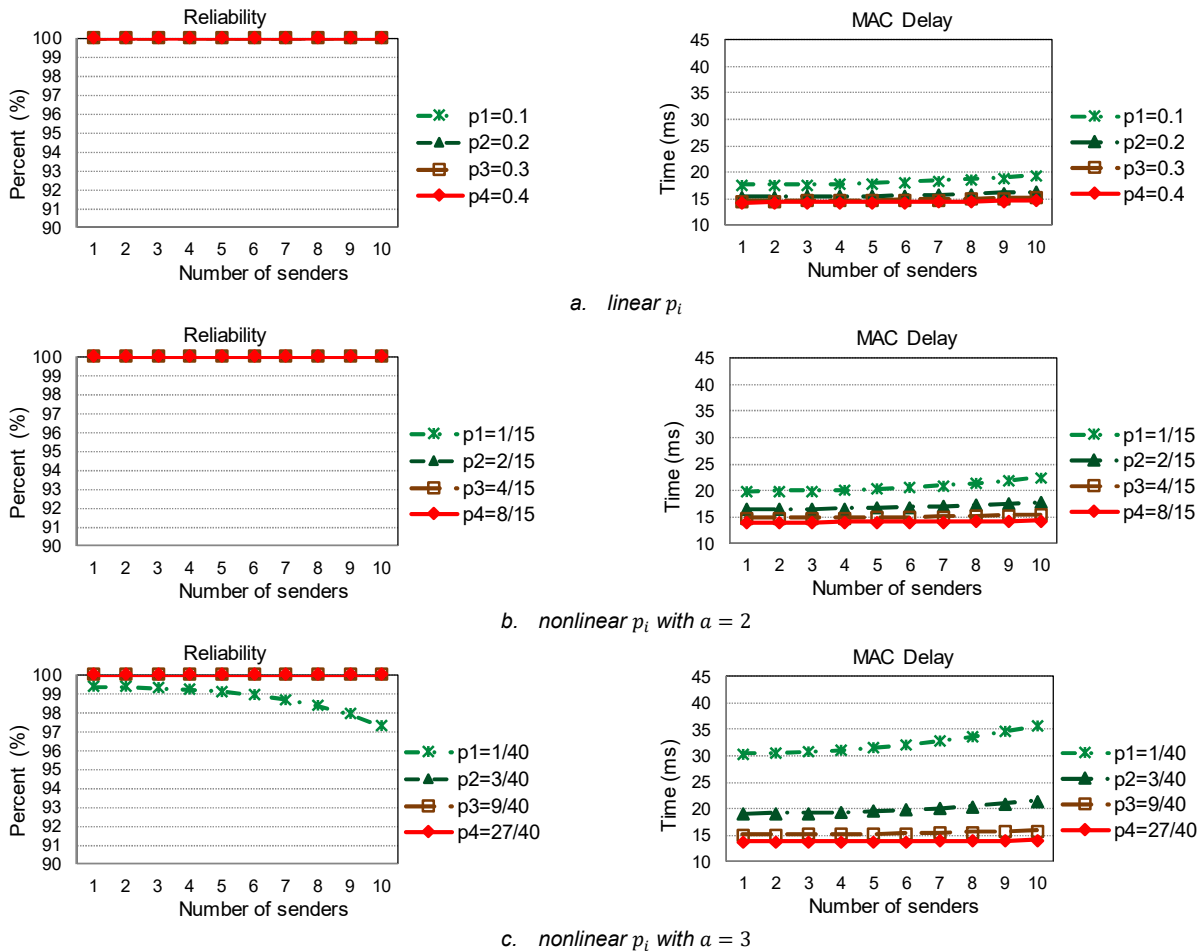 Reliability
100
99
98
97
96
95
94
93
92
91
90
Percent (%)
1 2 3 4 5 6 7 8 9 10
Number of senders
p1=0.1
p2=0.2
p3=0.3
p4=0.4
MAC Delay
45
40
35
30
25
20
15
10
Time (ms)
1 2 3 4 5 6 7 8 9 10
Number of senders
p1=0.1
p2=0.2
p3=0.3
p4=0.4
a. linear pᵢ
Reliability
100
99
98
97
96
95
94
93
92
91
90
Percent (%)
1 2 3 4 5 6 7 8 9 10
Number of senders
p1=1/15
p2=2/15
p3=4/15
p4=8/15
MAC Delay
45
40
35
30
25
20
15
10
Time (ms)
1 2 3 4 5 6 7 8 9 10
Number of senders
p1=1/15
p2=2/15
p3=4/15
p4=8/15
b. nonlinear pᵢ with a = 2
Reliability
100
99
98
97
96
95
94
93
92
91
90
Percent (%)
1 2 3 4 5 6 7 8 9 10
Number of senders
p1=1/40
p2=3/40
p3=9/40
p4=27/40
MAC Delay
45
40
35
30
25
20
15
10
Time (ms)
1 2 3 4 5 6 7 8 9 10
Number of senders
p1=1/40
p2=3/40
p3=9/40
p4=27/40
c. nonlinear pᵢ with a = 3